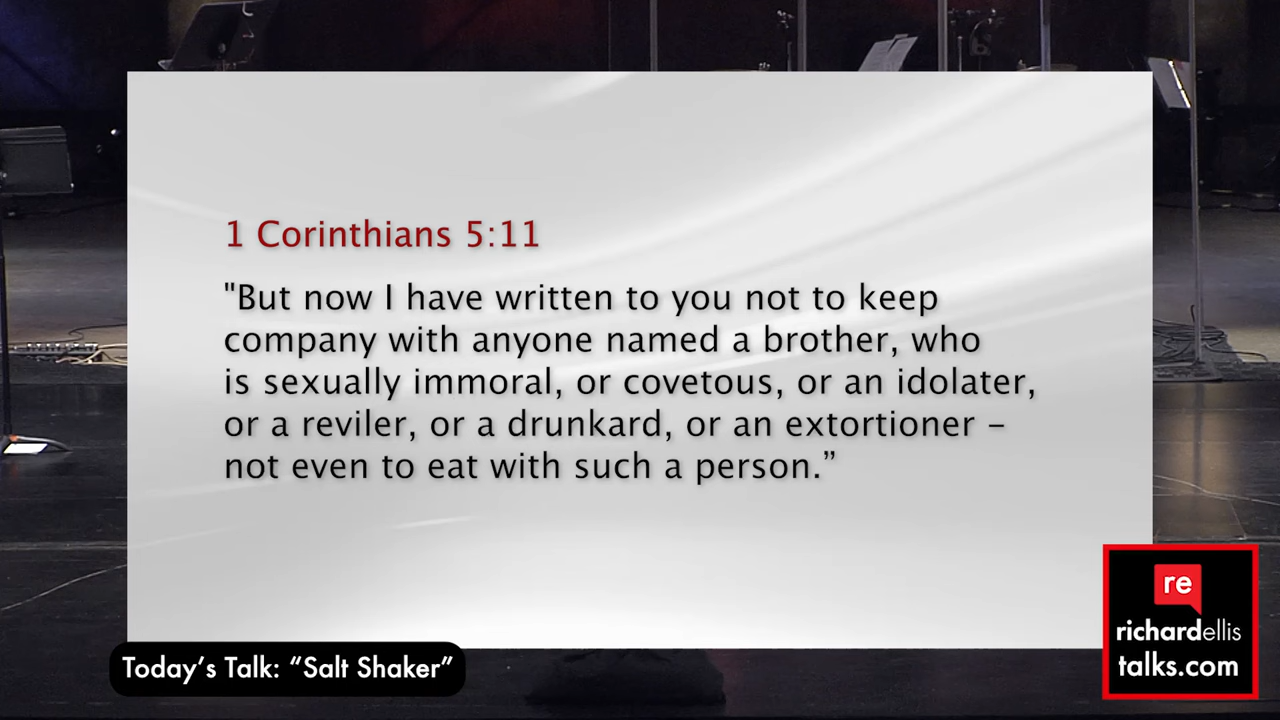 1 Corinthians 5:11
"But now I have written to you not to keep
company with anyone named a brother, who
is sexually immoral, or covetous, or an idolater,
or a reviler, or a drunkard, or an extortioner –
not even to eat with such a person.”
re
richardellis
talks.com
Today’s Talk: “Salt Shaker”